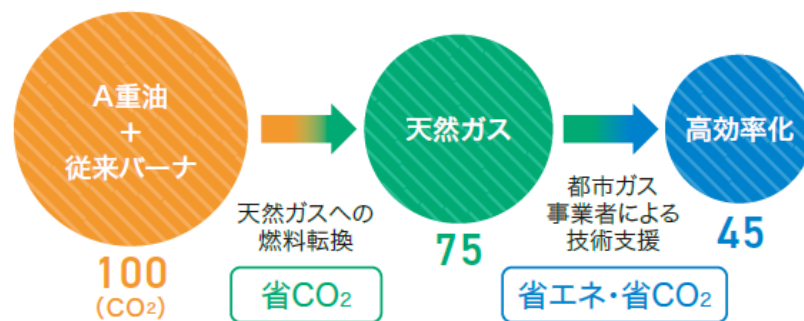 A重油
+
従来バーナ
天然ガス
高効率化
天然ガスへの
燃料転換
都市ガス
事業者による
技術支援
100
(CO₂)
75
45
省CO₂
省エネ・省CO₂